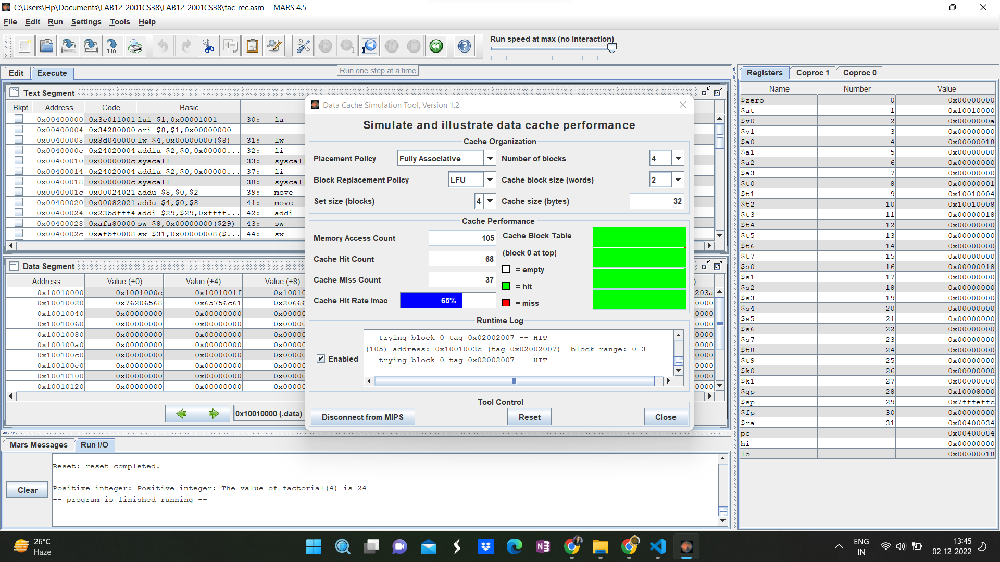 C:\Users\Hp\Documents\LAB12_2001CS38\LAB12_2001CS38\fac_rec.asm - MARS 4.5
File Edit Run Settings Tools Help
Run speed at max (no interaction)
Edit Execute
Run one step at a time
Text Segment
Bkpt Address Code Basic
0x00400000 0x3c011001 lui $1,0x00001001 30: la
0x00400004 0x34280000 ori $8,$1,0x00000000
0x00400008 0x8d040000 lw $4,0x00000000($8) 31: lw
0x0040000c 0x24020004 addiu $2,$0,0x00000... 32: li
0x00400010 0x0000000c syscall 33: syscall
0x00400014 0x24020004 addiu $2,$0,0x00000... 37: li
0x00400018 0x0000000c syscall 38: syscall
0x0040001c 0x00024021 addu $8,$0,$2 39: move
0x00400020 0x00082021 addu $4,$0,$8 41: move
0x00400024 0x23bdfff4 addi $29,$29,0xffff... 42: addi
0x00400028 0xafa80000 sw $8,0x00000000($29) 43: sw
0x0040002c 0xafbf0008 sw $31,0x00000008($... 44: sw
Data Segment
Address Value (+0) Value (+4) Value (+8)
0x10010000 0x1001000c 0x1001001f 0x10010 203a
0x10010020 0x76206568 0x65756c61 0x20666 0000
0x10010040 0x00000000 0x00000000 0x0000 0000
0x10010060 0x00000000 0x00000000 0x0000 0000
0x10010080 0x00000000 0x00000000 0x0000 0000
0x100100a0 0x00000000 0x00000000 0x0000 0000
0x100100c0 0x00000000 0x00000000 0x0000 0000
0x100100e0 0x00000000 0x00000000 0x0000 0000
0x10010100 0x00000000 0x00000000 0x0000 0000
0x10010120 0x00000000 0x00000000 0x0000 0000
0x10010000 (.data)
Data Cache Simulation Tool, Version 1.2
Simulate and illustrate data cache performance
Cache Organization
Placement Policy Fully Associative Number of blocks 4
Block Replacement Policy LFU Cache block size (words) 2
Set size (blocks) 4 Cache size (bytes) 32
Cache Performance
Memory Access Count 105 Cache Block Table
Cache Hit Count 68 (block 0 at top)
= empty
Cache Miss Count 37 = hit
Cache Hit Rate lmao 65% = miss
Runtime Log
Enabled
trying block 0 tag 0x02002007 -- HIT
(105) address: 0x1001003c (tag 0x02002007) block range: 0-3
trying block 0 tag 0x02002007 -- HIT
Tool Control
Disconnect from MIPS Reset Close
Registers Coproc 1 Coproc 0
Name Number Value
$zero 0 0x00000000
$at 1 0x10010000
$v0 2 0x0000000a
$v1 3 0x00000000
$a0 4 0x00000018
$a1 5 0x00000000
$a2 6 0x00000000
$a3 7 0x00000000
$t0 8 0x00000001
$t1 9 0x10010004
$t2 10 0x10010008
$t3 11 0x00000018
$t4 12 0x00000000
$t5 13 0x00000000
$t6 14 0x00000000
$t7 15 0x00000000
$s0 16 0x00000018
$s1 17 0x00000000
$s2 18 0x00000000
$s3 19 0x00000000
$s4 20 0x00000000
$s5 21 0x00000000
$s6 22 0x00000000
$s7 23 0x00000000
$t8 24 0x00000000
$t9 25 0x00000000
$k0 26 0x00000000
$k1 27 0x00000000
$gp 28 0x10008000
$sp 29 0x7fffeffc
$fp 30 0x00000000
$ra 31 0x00400034
pc 0x00400084
hi 0x00000000
lo 0x00000018
Mars Messages Run I/O
Clear
Reset: reset completed.
Positive integer: Positive integer: The value of factorial(4) is 24
-- program is finished running --
26°C
Haze
ENG
IN
13:45
02-12-2022